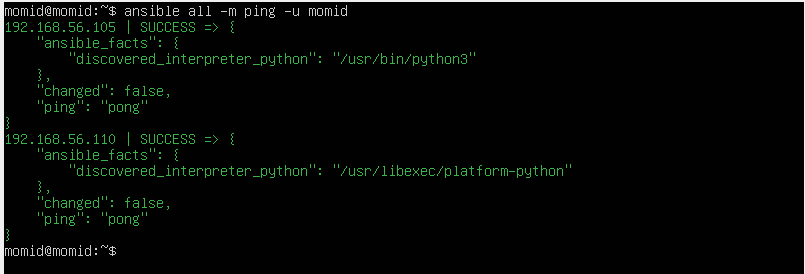 momid@momid:~$ ansible all -m ping -u momid
192.168.56.105 | SUCCESS => {
    "ansible_facts": {
        "discovered_interpreter_python": "/usr/bin/python3"
    },
    "changed": false,
    "ping": "pong"
}
192.168.56.110 | SUCCESS => {
    "ansible_facts": {
        "discovered_interpreter_python": "/usr/libexec/platform-python"
    },
    "changed": false,
    "ping": "pong"
}
momid@momid:~$